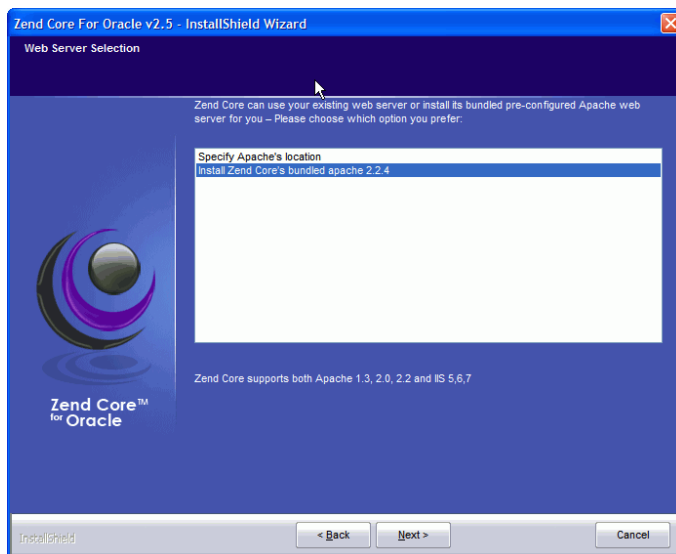 Zend Core For Oracle v2.5 - InstallShield Wizard
Web Server Selection
Zend Core can use your existing web server or install its bundled pre-configured Apache web
server for you – Please choose which option you prefer:
Specify Apache's location
Install Zend Core's bundled apache 2.2.4
Zend Core supports both Apache 1.3, 2.0, 2.2 and IIS 5,6,7
Zend Core™
for Oracle
InstallShield
< Back
Next >
Cancel